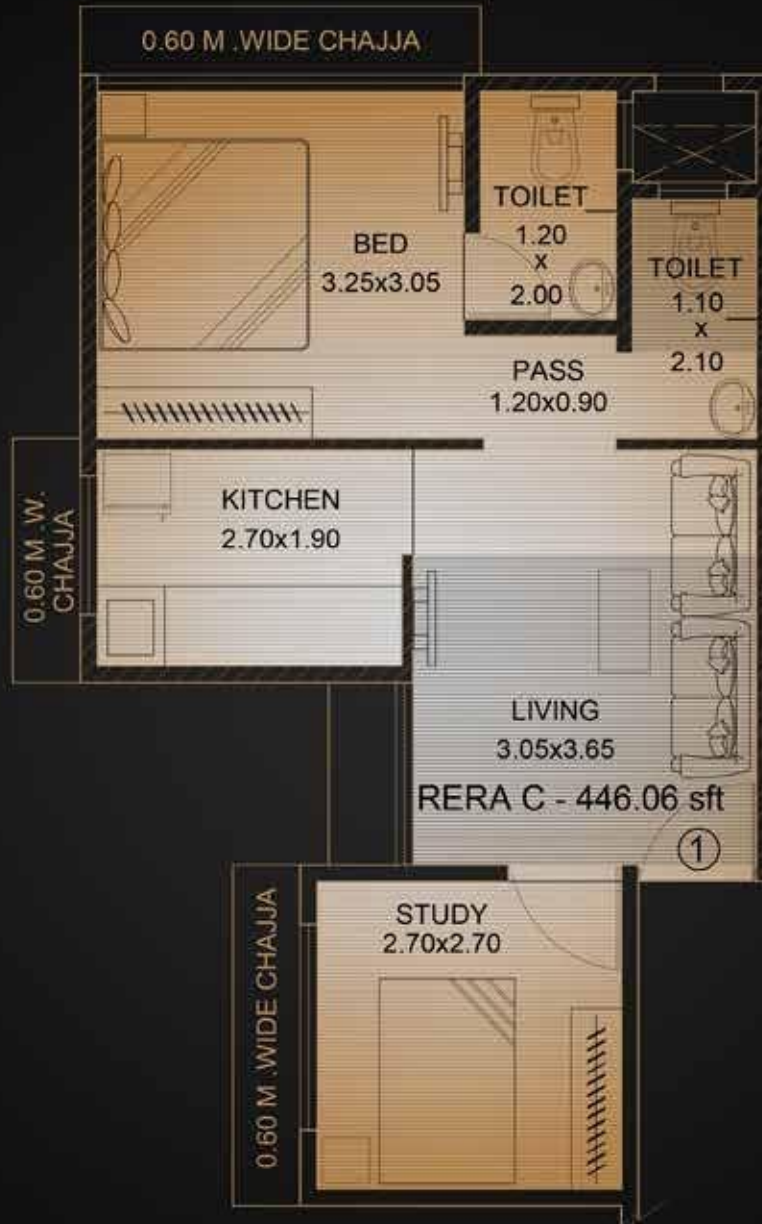 0.60 M .WIDE CHAJJA
TOILET
1.20
x
2.00
BED
3.25x3.05
TOILET
1.10
x
2.10
PASS
1.20x0.90
0.60 M .W.
CHAJJA
KITCHEN
2.70x1.90
LIVING
3.05x3.65
RERA C - 446.06 sft
1
0.60 M .WIDE CHAJJA
STUDY
2.70x2.70